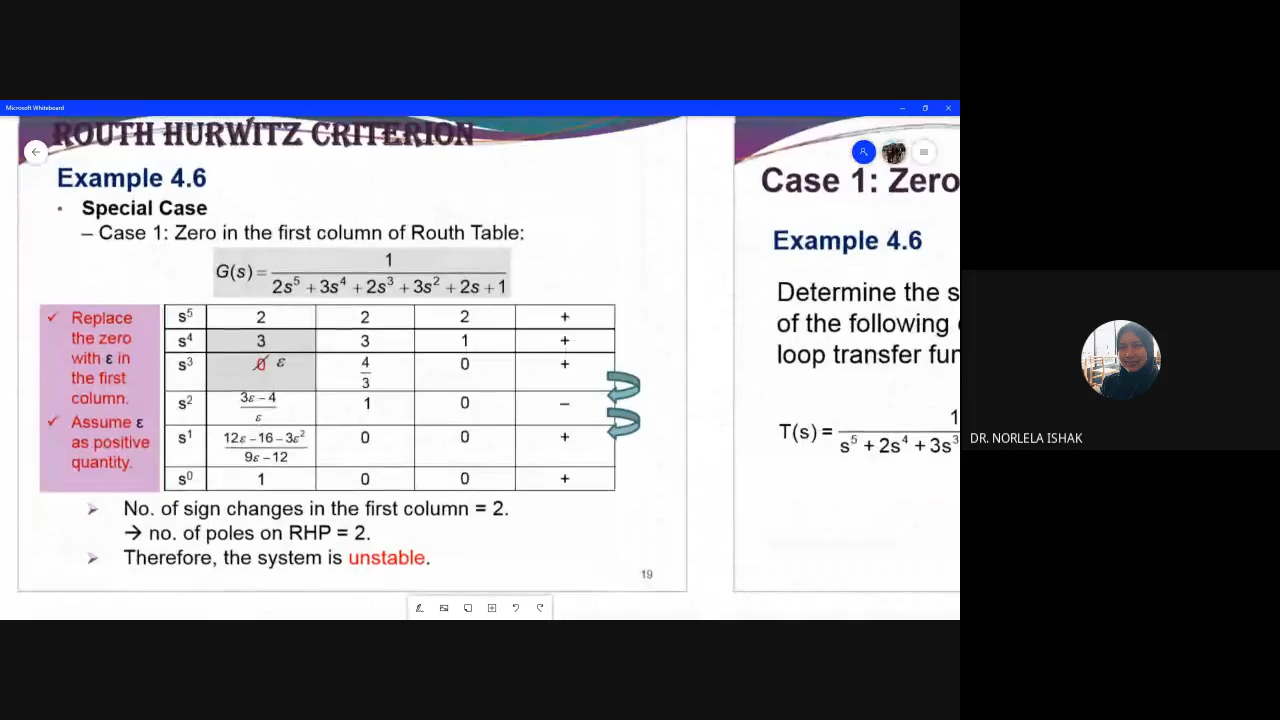 Microsoft Whiteboard
ROUTH HURWITZ CRITERION
Example 4.6
• Special Case
– Case 1: Zero in the first column of Routh Table:
G(s) = 1 / (2s⁵ + 3s⁴ + 2s³ + 3s² + 2s + 1)
✓ Replace
the zero
with ε in
the first
column.
✓ Assume ε
as positive
quantity.
s⁵ 2 2 2 +
s⁴ 3 3 1 +
s³ 0 ε 4/3 0 +
s² (3ε – 4)/ε 1 0 –
s¹ (12ε – 16 – 3ε²)/(9ε – 12) 0 0 +
s⁰ 1 0 0 +
➢ No. of sign changes in the first column = 2.
→ no. of poles on RHP = 2.
➢ Therefore, the system is unstable.
19
Case 1: Zero
Example 4.6
Determine the s
of the following
loop transfer fun
T(s) = 1 / s⁵ + 2s⁴ + 3s³
DR. NORLELA ISHAK